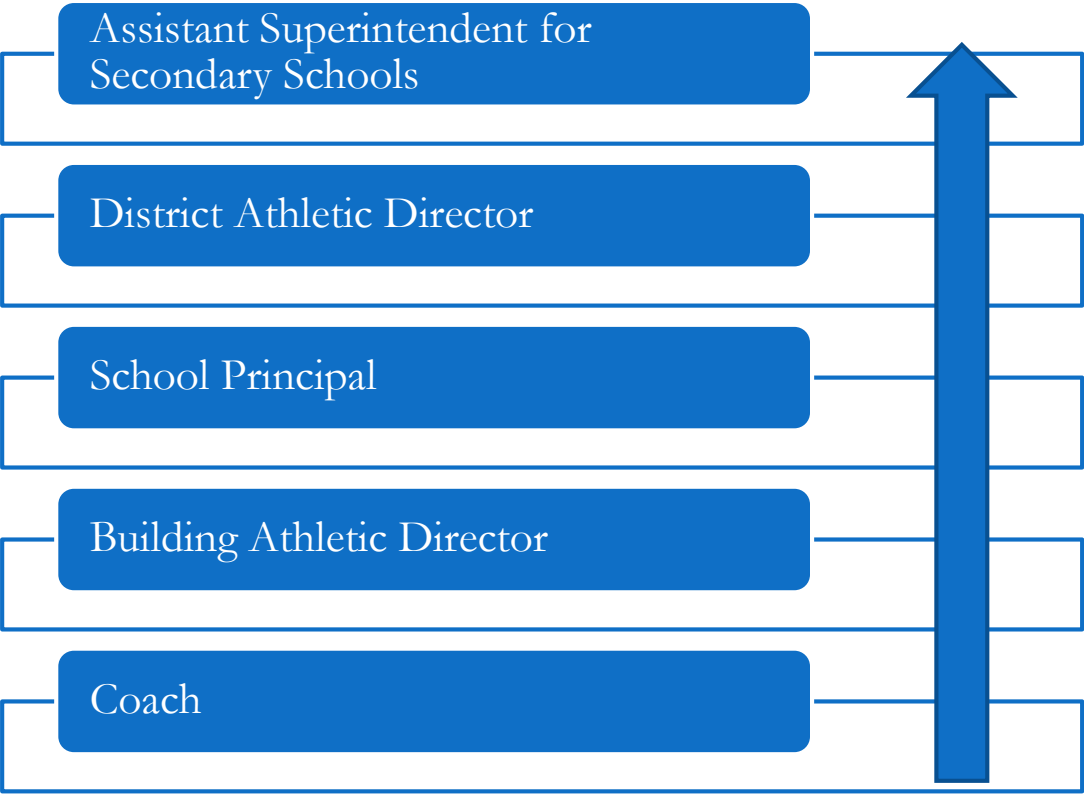 Assistant Superintendent for
Secondary Schools
District Athletic Director
School Principal
Building Athletic Director
Coach